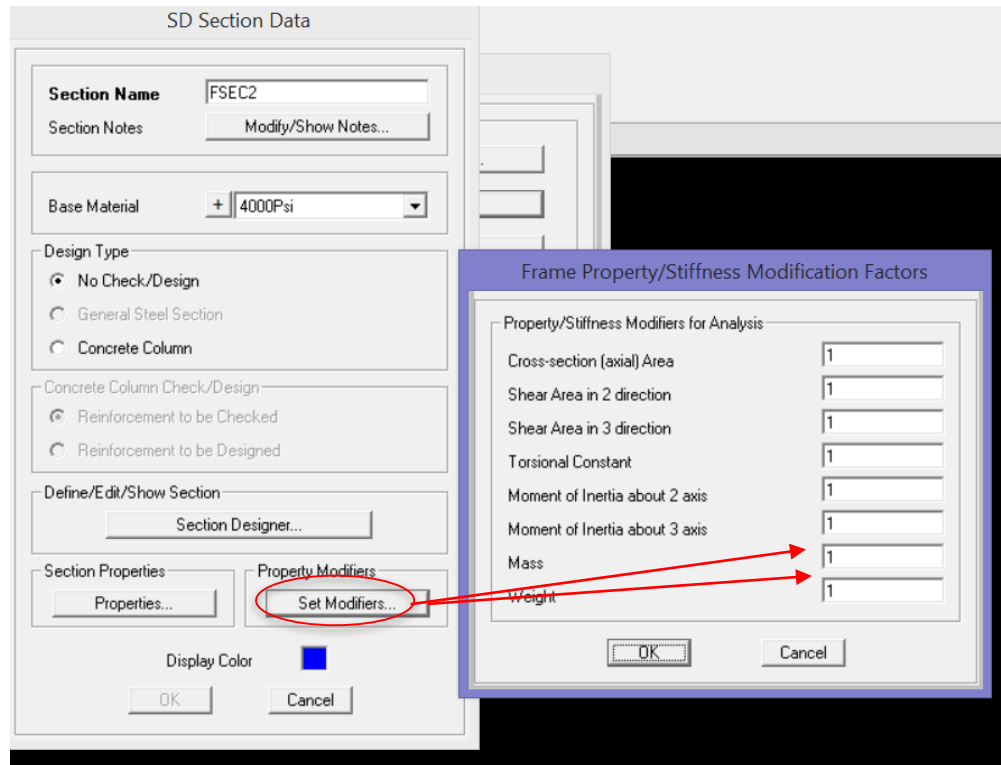 SD Section Data
Section Name FSEC2
Section Notes Modify/Show Notes...
Base Material + 4000Psi
Design Type
No Check/Design
General Steel Section
Concrete Column
Concrete Column Check/Design
Reinforcement to be Checked
Reinforcement to be Designed
Define/Edit/Show Section
Section Designer...
Section Properties
Properties...
Property Modifiers
Set Modifiers...
Display Color
OK Cancel
Frame Property/Stiffness Modification Factors
Property/Stiffness Modifiers for Analysis
Cross-section (axial) Area 1
Shear Area in 2 direction 1
Shear Area in 3 direction 1
Torsional Constant 1
Moment of Inertia about 2 axis 1
Moment of Inertia about 3 axis 1
Mass 1
Weight 1
OK Cancel